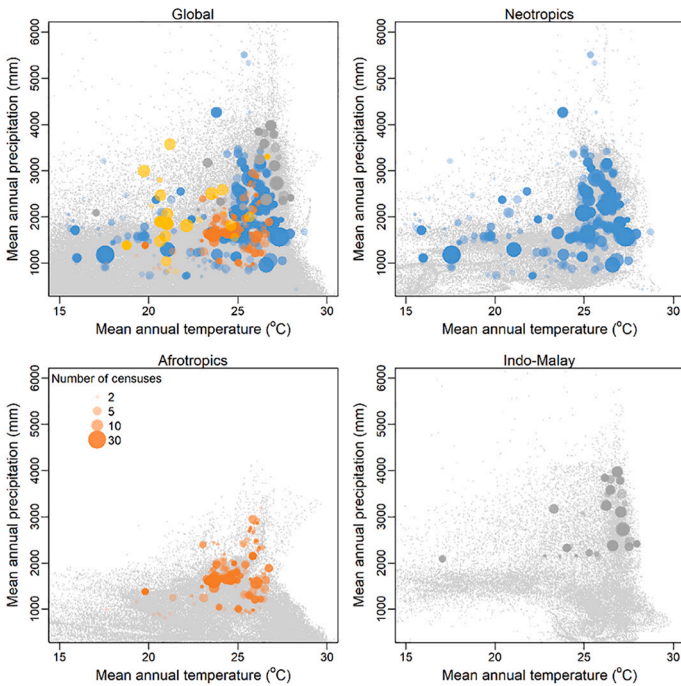 Global
Mean annual precipitation (mm)
6000
5000
4000
3000
2000
1000
15 20 25 30
Mean annual temperature (°C)
Neotropics
Mean annual precipitation (mm)
6000
5000
4000
3000
2000
1000
15 20 25 30
Mean annual temperature (°C)
Afrotropics
Number of censuses
2
5
10
30
Mean annual precipitation (mm)
6000
5000
4000
3000
2000
1000
15 20 25 30
Mean annual temperature (°C)
Indo-Malay
Mean annual precipitation (mm)
6000
5000
4000
3000
2000
1000
15 20 25 30
Mean annual temperature (°C)